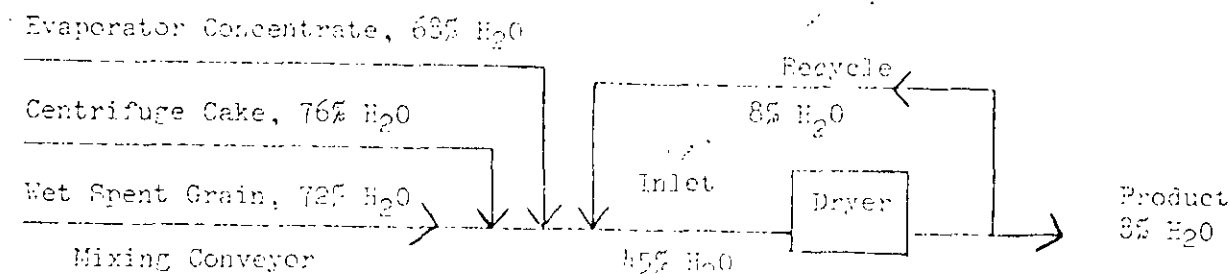 Evaporator Concentrate, 68% H2O
Recycle
8% H2O
Centrifuge Cake, 76% H2O
Inlet
Wet Spent Grain, 72% H2O
Dryer
Product
8% H2O
Mixing Conveyor
45% H2O